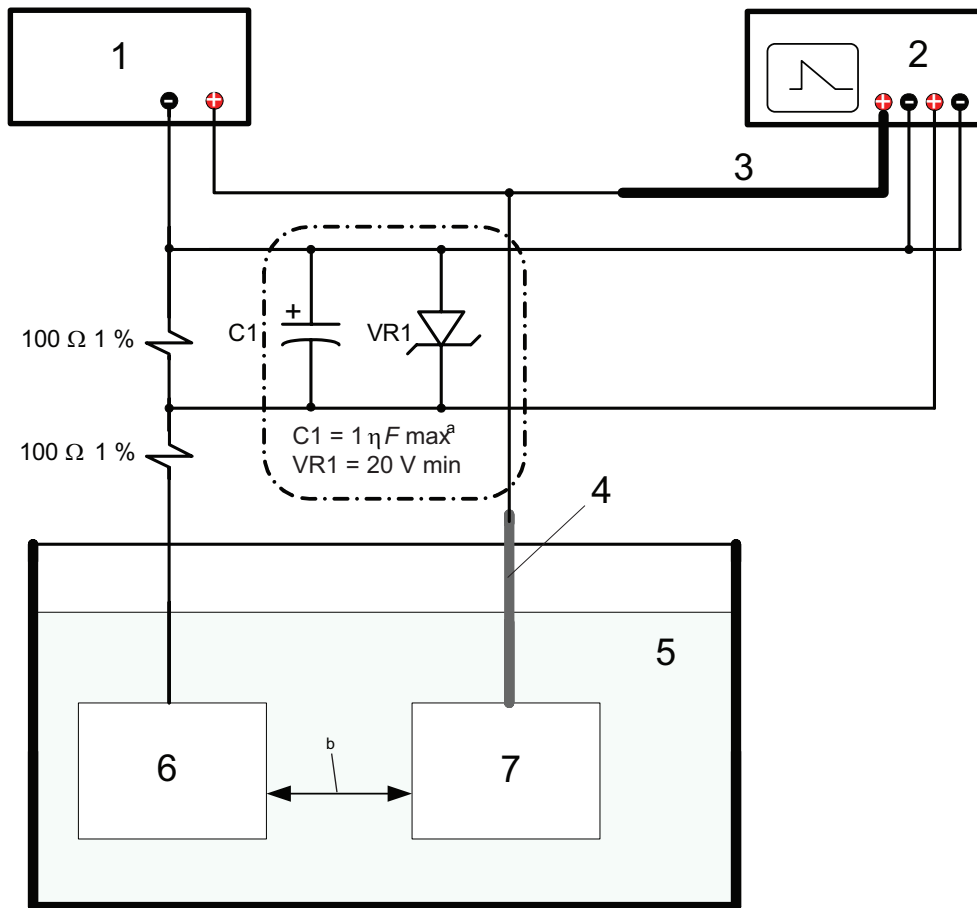 1
2
3
+
100 Ω 1 %
C1
VR1
C1 = 1 ηF maxª
VR1 = 20 V min
100 Ω 1 %
4
5
b
6
7